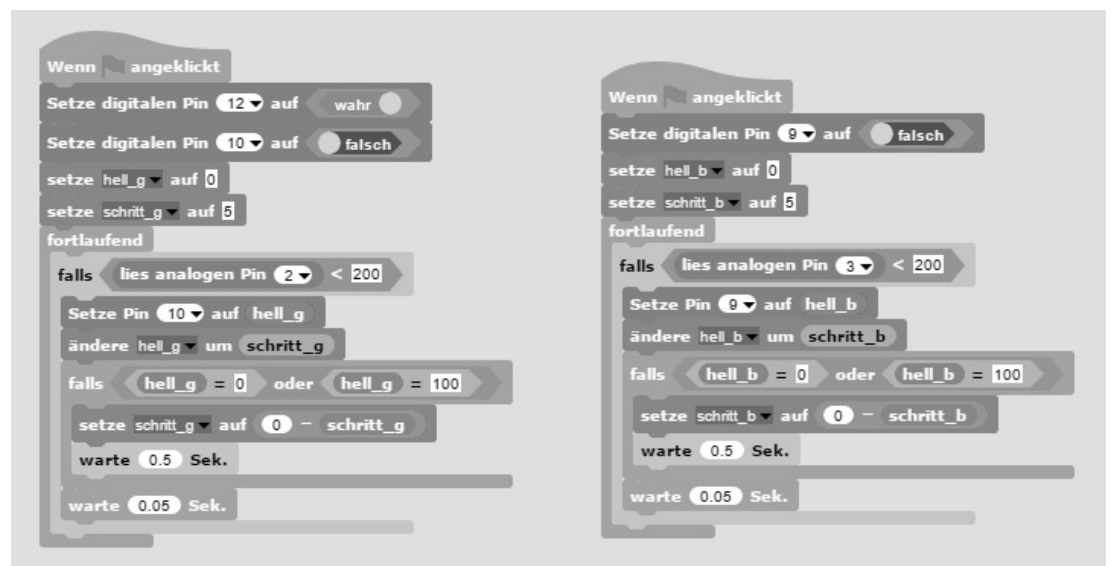 Wenn angeklickt
Setze digitalen Pin 12 auf wahr
Setze digitalen Pin 10 auf falsch
setze hell_g auf 0
setze schritt_g auf 5
fortlaufend
falls lies analogen Pin 2 < 200
Setze Pin 10 auf hell_g
ändere hell_g um schritt_g
falls hell_g = 0 oder hell_g = 100
setze schritt_g auf 0 - schritt_g
warte 0.5 Sek.
warte 0.05 Sek.
Wenn angeklickt
Setze digitalen Pin 9 auf falsch
setze hell_b auf 0
setze schritt_b auf 5
fortlaufend
falls lies analogen Pin 3 < 200
Setze Pin 9 auf hell_b
ändere hell_b um schritt_b
falls hell_b = 0 oder hell_b = 100
setze schritt_b auf 0 - schritt_b
warte 0.5 Sek.
warte 0.05 Sek.